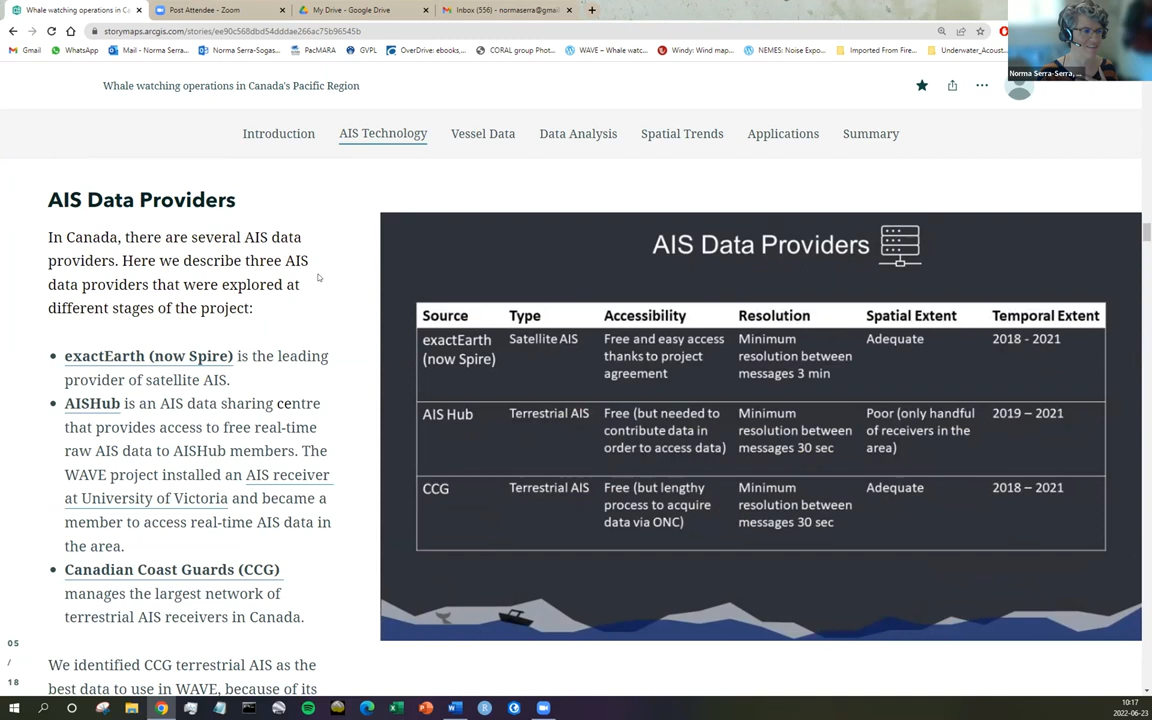 Whale watching operations in Ca
Post Attendee - Zoom
My Drive - Google Drive
Inbox (556) - normaserra@gmail
storymaps.arcgis.com/stories/ee90c568dbd54dddae266ac75b96545b
Gmail
WhatsApp
Mail - Norma Serra...
Norma Serra-Sogas...
PacMARA
GVPL
OverDrive: ebooks,...
CORAL group Phot...
WAVE – Whale watc...
Windy: Wind map...
NEMES: Noise Expo...
Imported From Fire...
Underwater_Acoust...
Norma Serra-Serra, ...
Whale watching operations in Canada's Pacific Region
Introduction
AIS Technology
Vessel Data
Data Analysis
Spatial Trends
Applications
Summary
AIS Data Providers
In Canada, there are several AIS data
providers. Here we describe three AIS
data providers that were explored at
different stages of the project:
• exactEarth (now Spire) is the leading
provider of satellite AIS.
• AISHub is an AIS data sharing centre
that provides access to free real-time
raw AIS data to AISHub members. The
WAVE project installed an AIS receiver
at University of Victoria and became a
member to access real-time AIS data in
the area.
• Canadian Coast Guards (CCG)
manages the largest network of
terrestrial AIS receivers in Canada.
We identified CCG terrestrial AIS as the
best data to use in WAVE, because of its
05
/
18
AIS Data Providers
Source Type Accessibility Resolution Spatial Extent Temporal Extent
exactEarth
(now Spire)
Satellite AIS
Free and easy access
thanks to project
agreement
Minimum
resolution between
messages 3 min
Adequate
2018 - 2021
AIS Hub
Terrestrial AIS
Free (but needed to
contribute data in
order to access data)
Minimum
resolution between
messages 30 sec
Poor (only handful
of receivers in the
area)
2019 – 2021
CCG
Terrestrial AIS
Free (but lengthy
process to acquire
data via ONC)
Minimum
resolution between
messages 30 sec
Adequate
2018 – 2021
10:17
2022-06-23